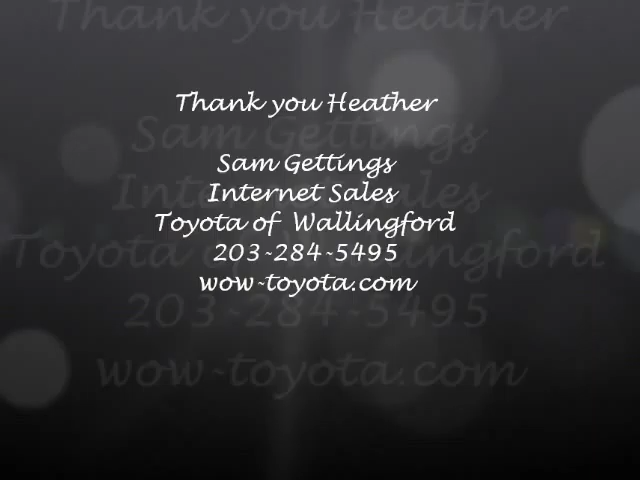 Thank you Heather
Sam Gettings
Internet Sales
Toyota of Wallingford
203-284-5495
wow-toyota.com